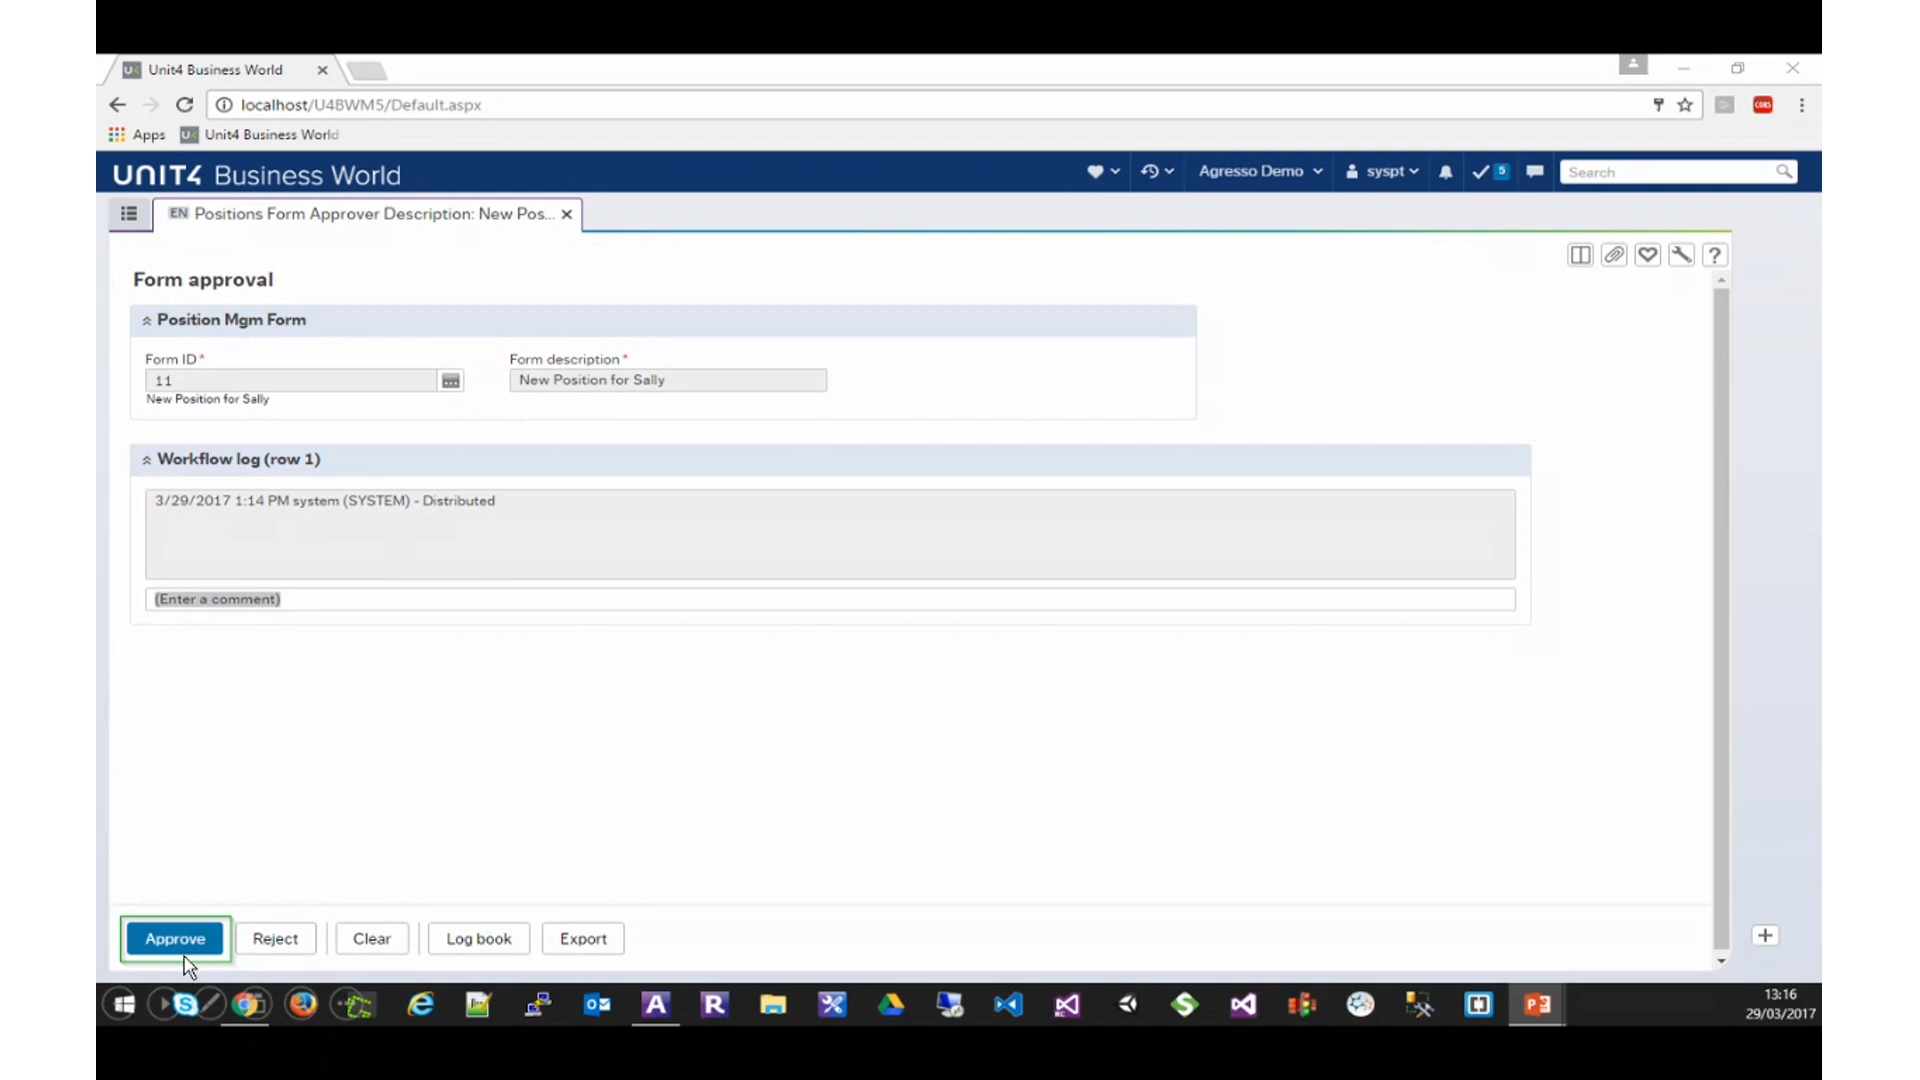 Unit4 Business World
localhost/U4BWM5/Default.aspx
Apps Unit4 Business World
UNIT4 Business World
Agresso Demo syspt 5 Search
EN Positions Form Approver Description: New Pos...
?
Form approval
Position Mgm Form
Form ID* Form description*
11 New Position for Sally
New Position for Sally
Workflow log (row 1)
3/29/2017 1:14 PM system (SYSTEM) - Distributed
(Enter a comment)
Approve Reject Clear Log book Export
13:16
29/03/2017